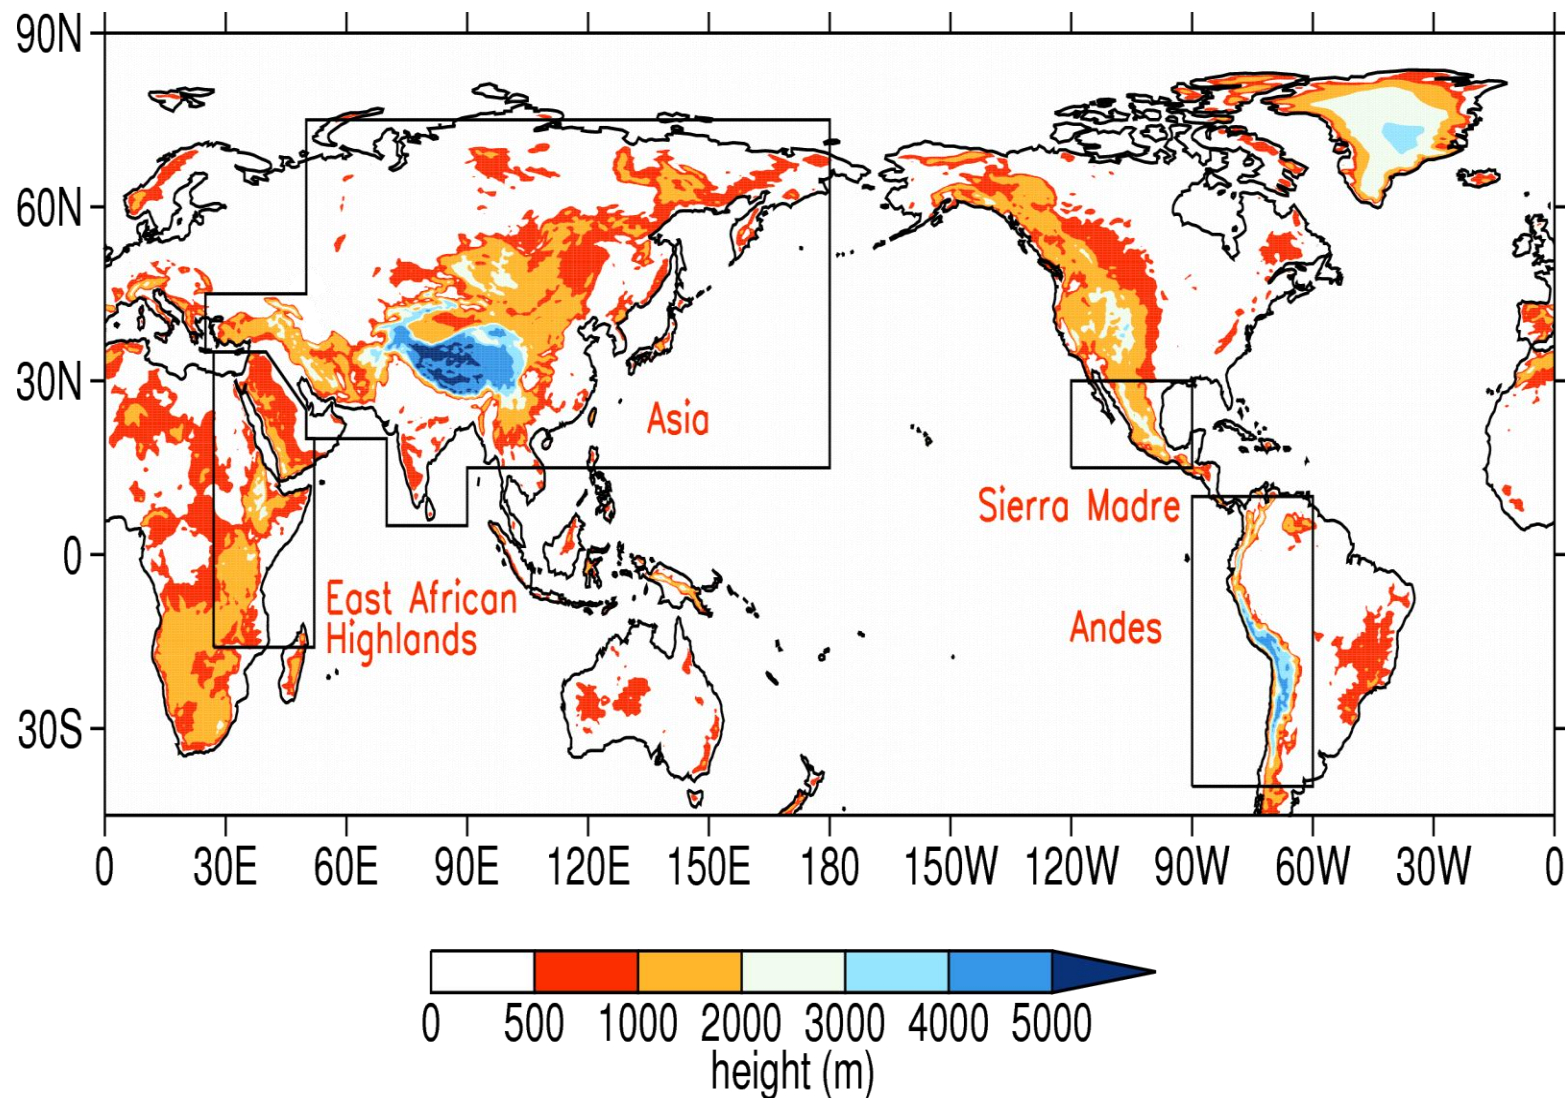 90N
60N
30N
0
30S
Asia
Sierra Madre
East African
Highlands
Andes
0 30E 60E 90E 120E 150E 180 150W 120W 90W 60W 30W 0
0 500 1000 2000 3000 4000 5000
height (m)